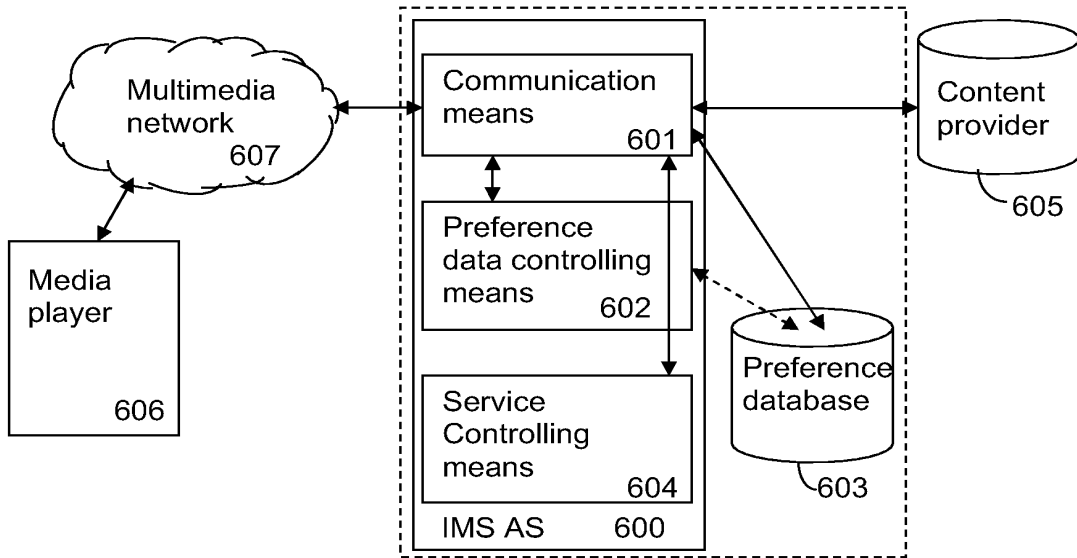 Multimedia
network
607
Media
player
606
Communication
means
601
Preference
data controlling
means
602
Service
Controlling
means
604
IMS AS 600
Content
provider
605
Preference
database
603